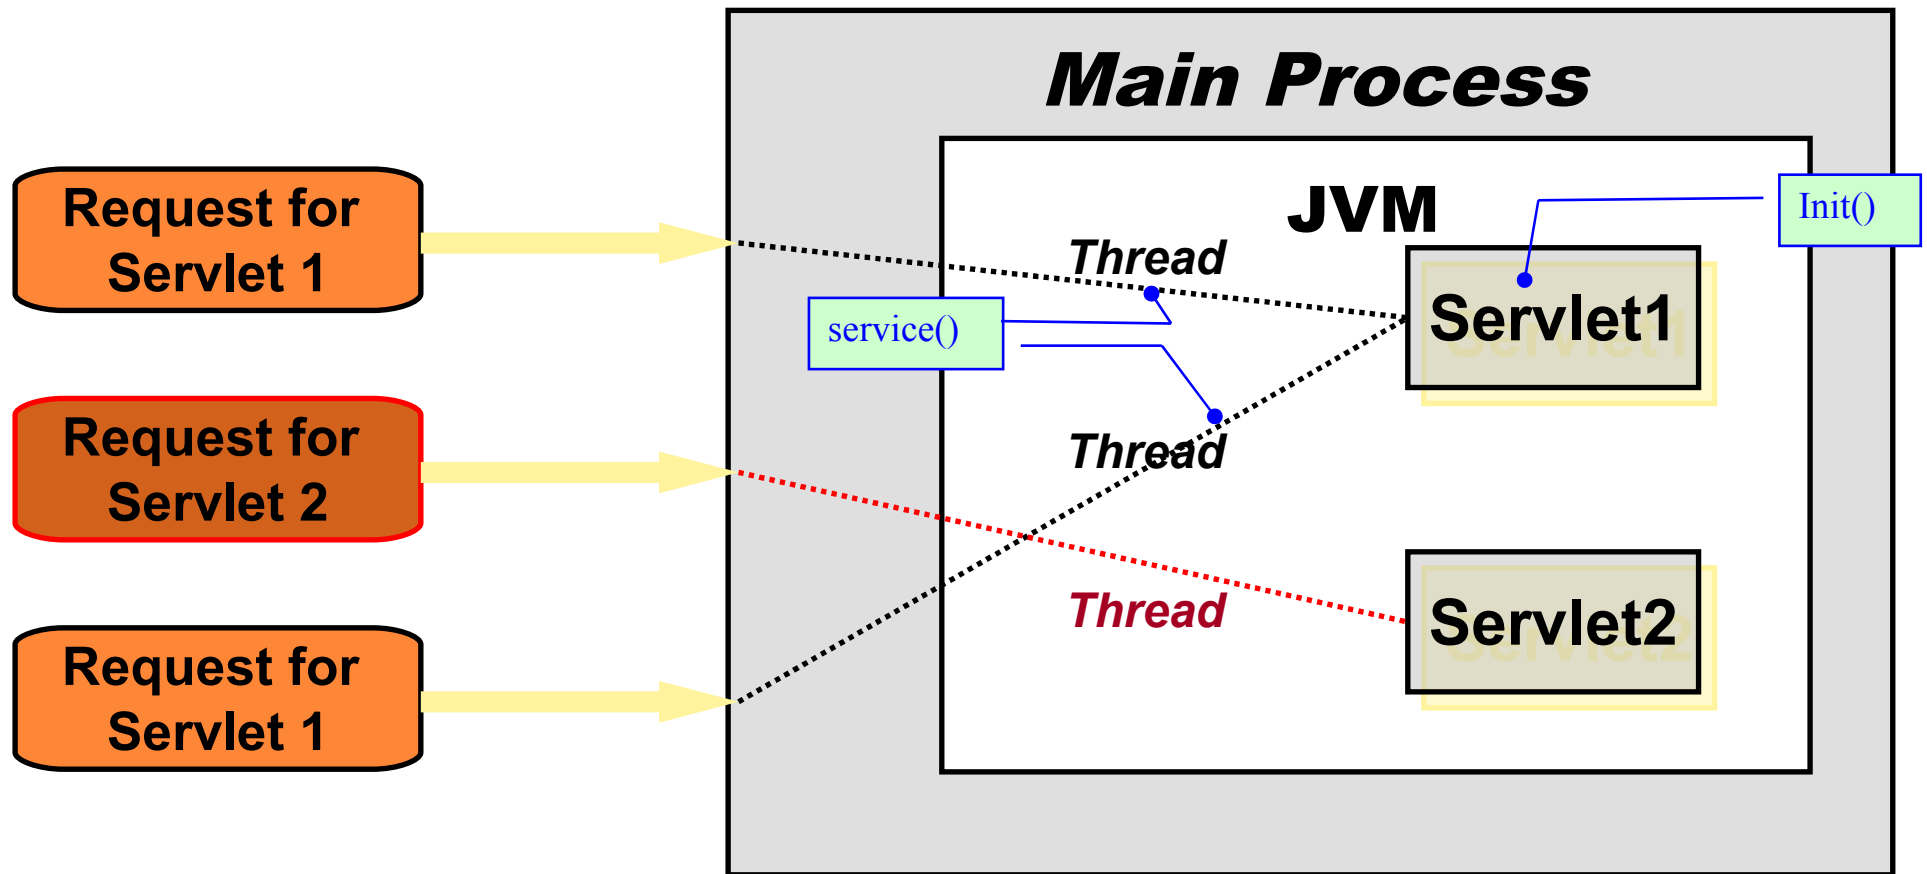 Main Process
JVM
Init()
Request for
Servlet 1
Thread
Servlet1
service()
Request for
Servlet 2
Thread
Thread
Servlet2
Request for
Servlet 1